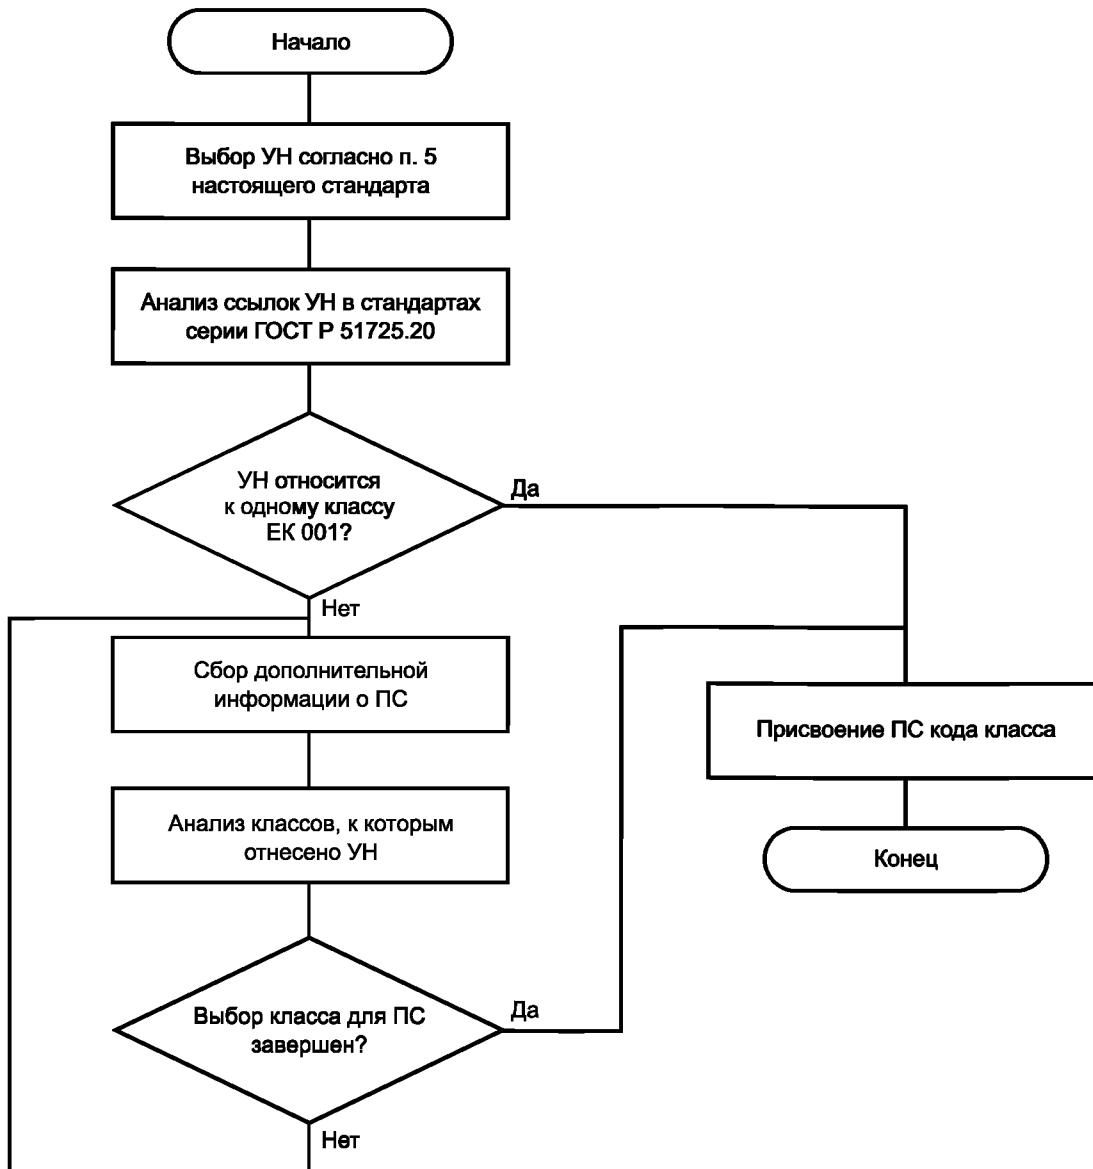 Начало
Выбор УН согласно п. 5
настоящего стандарта
Анализ ссылок УН в стандартах
серии ГОСТ Р 51725.20
УН относится
к одному классу
ЕК 001?
Да
Нет
Сбор дополнительной
информации о ПС
Присвоение ПС кода класса
Анализ классов, к которым
отнесено УН
Конец
Выбор класса для ПС
завершен?
Да
Нет